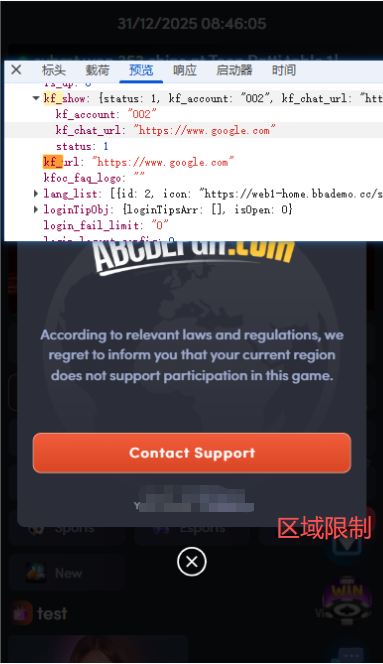 31/12/2025 08:46:05
标头 载荷 预览 响应 启动器 时间
kf_show: {status: 1, kf_account: "002", kf_chat_url: "htt
kf_account: "002"
kf_chat_url: "https://www.google.com"
status: 1
kf_url: "https://www.google.com"
kfoc_faq_logo: ""
lang_list: [{id: 2, icon: "https://web1-home.bbademo.cc/s
loginTipObj: {loginTipsArr: [], isOpen: 0}
login_fail_limit: "0"
According to relevant laws and regulations, we
regret to inform you that your current region
does not support participation in this game.
Contact Support
区域限制
Sports Esports
New
WIN
test